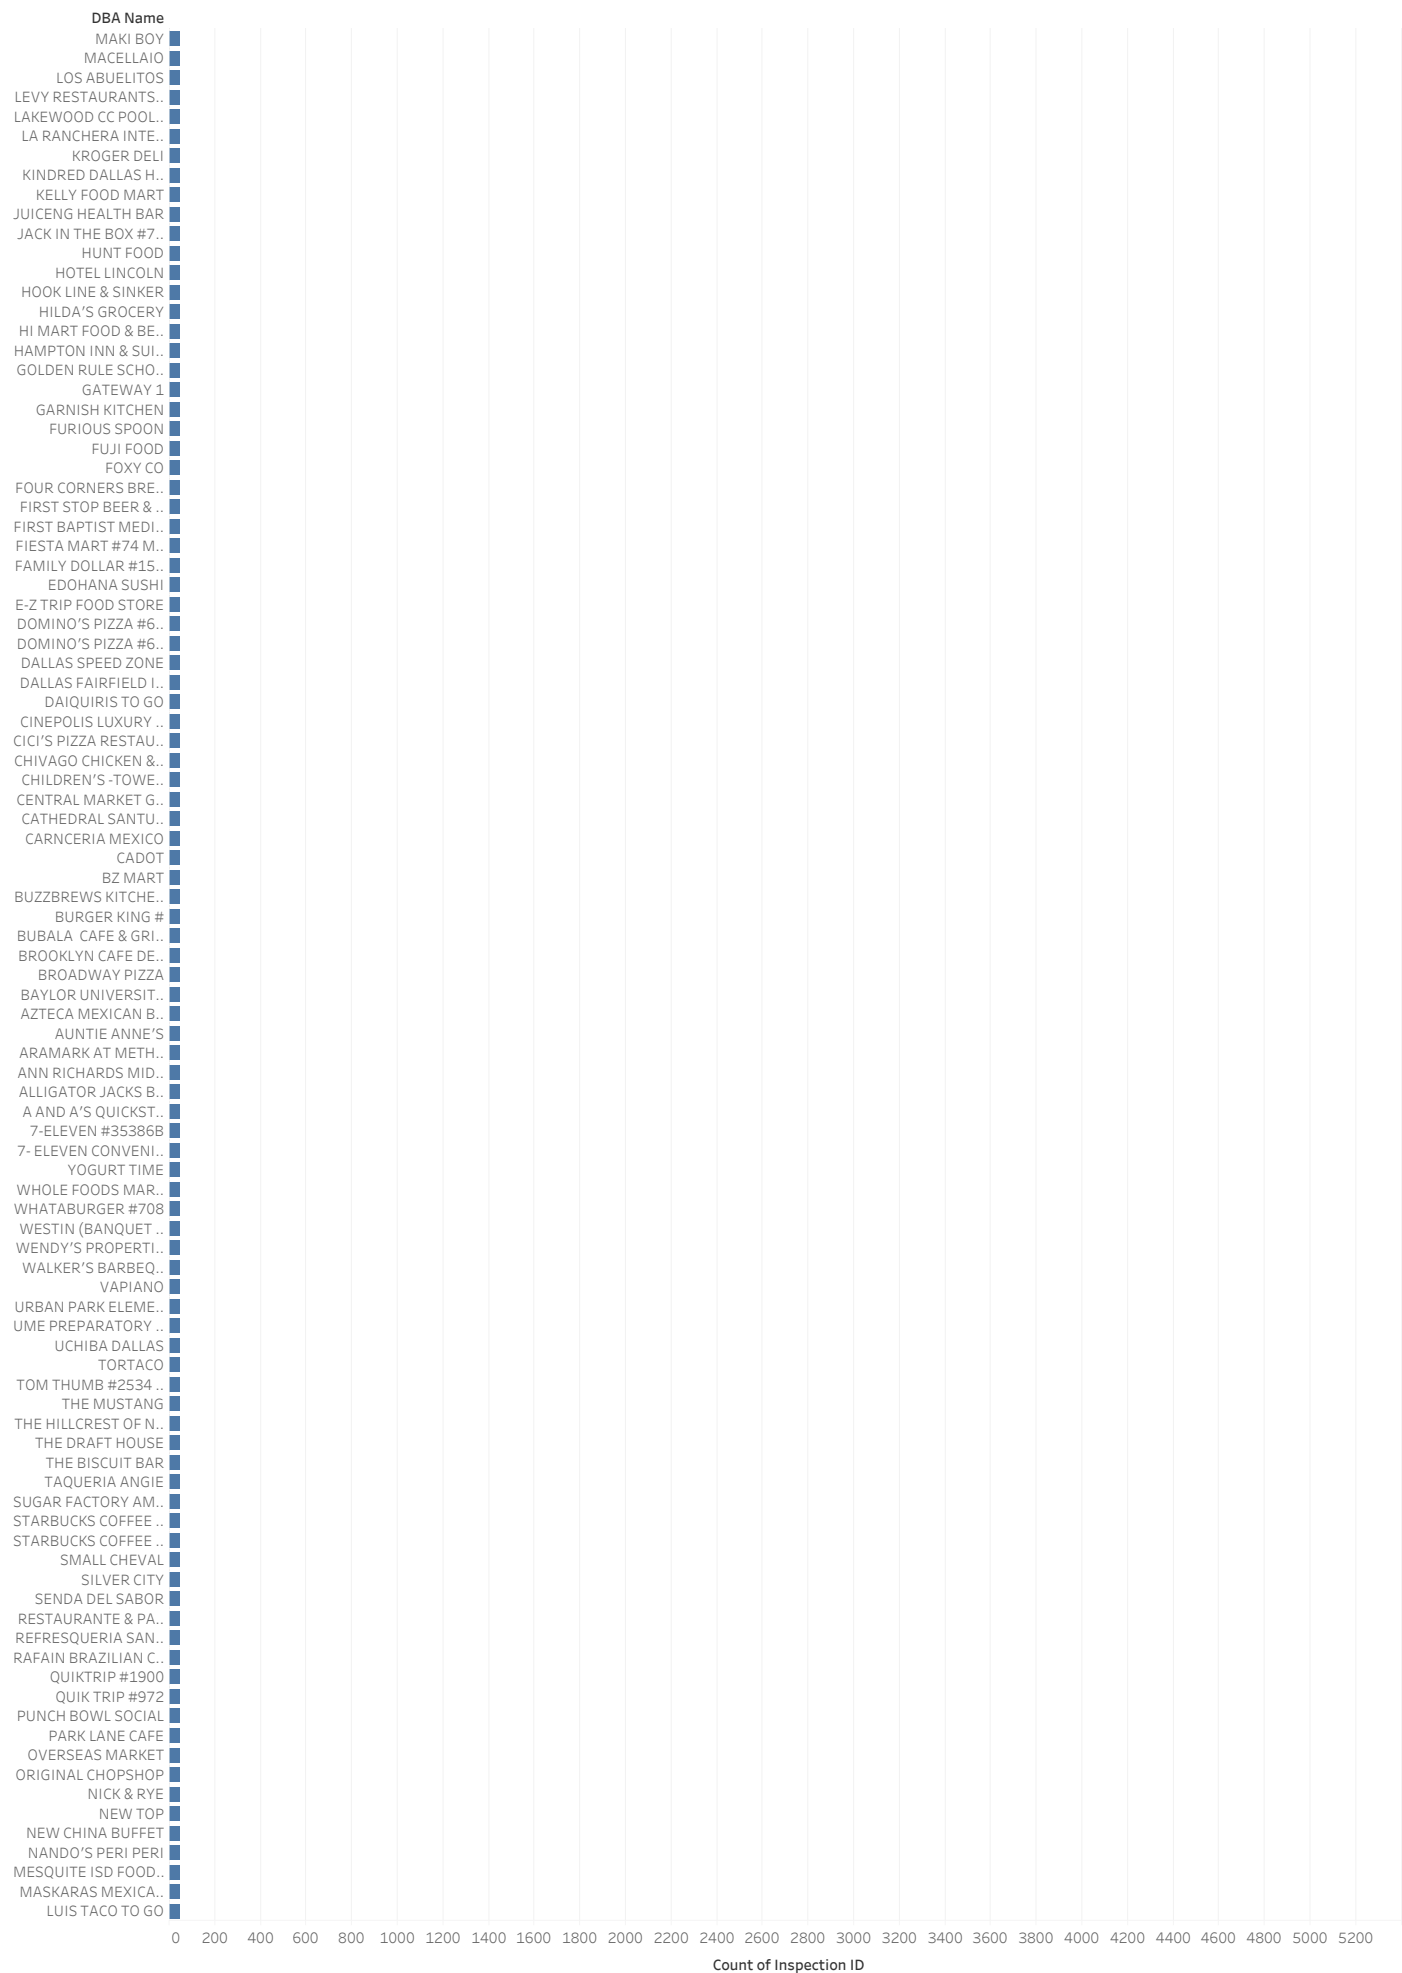 DBA Name
MAKI BOY
MACELLAIO
LOS ABUELITOS
LEVY RESTAURANTS..
LAKEWOOD CC POOL..
LA RANCHERA INTE..
KROGER DELI
KINDRED DALLAS H..
KELLY FOOD MART
JUICENG HEALTH BAR
JACK IN THE BOX #7..
HUNT FOOD
HOTEL LINCOLN
HOOK LINE & SINKER
HILDA'S GROCERY
HI MART FOOD & BE..
HAMPTON INN & SUI..
GOLDEN RULE SCHO..
GATEWAY 1
GARNISH KITCHEN
FURIOUS SPOON
FUJI FOOD
FOXY CO
FOUR CORNERS BRE..
FIRST STOP BEER & ..
FIRST BAPTIST MEDI..
FIESTA MART #74 M..
FAMILY DOLLAR #15..
EDOHANA SUSHI
E-Z TRIP FOOD STORE
DOMINO'S PIZZA #6..
DOMINO'S PIZZA #6..
DALLAS SPEED ZONE
DALLAS FAIRFIELD I..
DAIQUIRIS TO GO
CINEPOLIS LUXURY ..
CICI'S PIZZA RESTAU..
CHIVAGO CHICKEN &..
CHILDREN'S -TOWE..
CENTRAL MARKET G..
CATHEDRAL SANTU..
CARNCERIA MEXICO
CADOT
BZ MART
BUZZBREWS KITCHE..
BURGER KING #
BUBALA  CAFE & GRI..
BROOKLYN CAFE DE..
BROADWAY PIZZA
BAYLOR UNIVERSIT..
AZTECA MEXICAN B..
AUNTIE ANNE'S
ARAMARK AT METH..
ANN RICHARDS MID..
ALLIGATOR JACKS B..
A AND A'S QUICKST..
7-ELEVEN #35386B
7- ELEVEN CONVENI..
YOGURT TIME
WHOLE FOODS MAR..
WHATABURGER #708
WESTIN (BANQUET ..
WENDY'S PROPERTI..
WALKER'S BARBEQ..
VAPIANO
URBAN PARK ELEME..
UME PREPARATORY ..
UCHIBA DALLAS
TORTACO
TOM THUMB #2534 ..
THE MUSTANG
THE HILLCREST OF N..
THE DRAFT HOUSE
THE BISCUIT BAR
TAQUERIA ANGIE
SUGAR FACTORY AM..
STARBUCKS COFFEE ..
STARBUCKS COFFEE ..
SMALL CHEVAL
SILVER CITY
SENDA DEL SABOR
RESTAURANTE & PA..
REFRESQUERIA SAN..
RAFAIN BRAZILIAN C..
QUIKTRIP #1900
QUIK TRIP #972
PUNCH BOWL SOCIAL
PARK LANE CAFE
OVERSEAS MARKET
ORIGINAL CHOPSHOP
NICK & RYE
NEW TOP
NEW CHINA BUFFET
NANDO'S PERI PERI
MESQUITE ISD FOOD..
MASKARAS MEXICA..
LUIS TACO TO GO
0 200 400 600 800 1000 1200 1400 1600 1800 2000 2200 2400 2600 2800 3000 3200 3400 3600 3800 4000 4200 4400 4600 4800 5000 5200
Count of Inspection ID